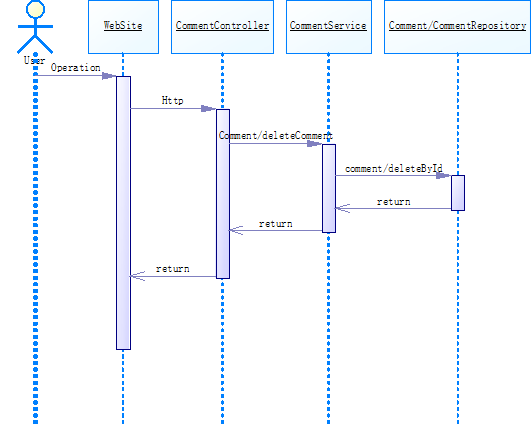 WebSite
CommentController
CommentService
Comment/CommentRepository
User
Operation
Http
Comment/deleteComment
comment/deleteById
return
return
return